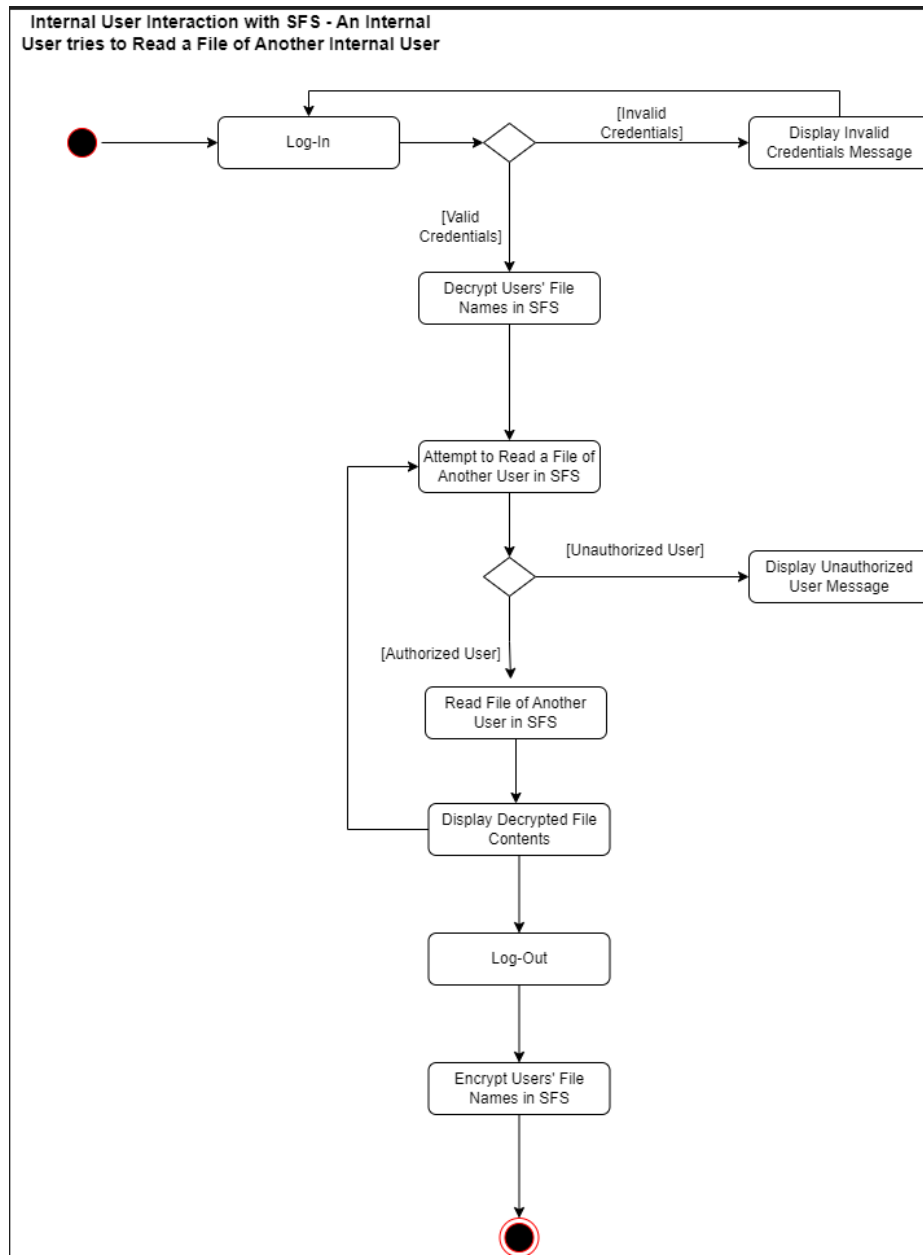 Internal User Interaction with SFS - An Internal
User tries to Read a File of Another Internal User
Log-In
[Invalid
Credentials]
Display Invalid
Credentials Message
[Valid
Credentials]
Decrypt Users' File
Names in SFS
Attempt to Read a File of
Another User in SFS
[Unauthorized User]
Display Unauthorized
User Message
[Authorized User]
Read File of Another
User in SFS
Display Decrypted File
Contents
Log-Out
Encrypt Users' File
Names in SFS